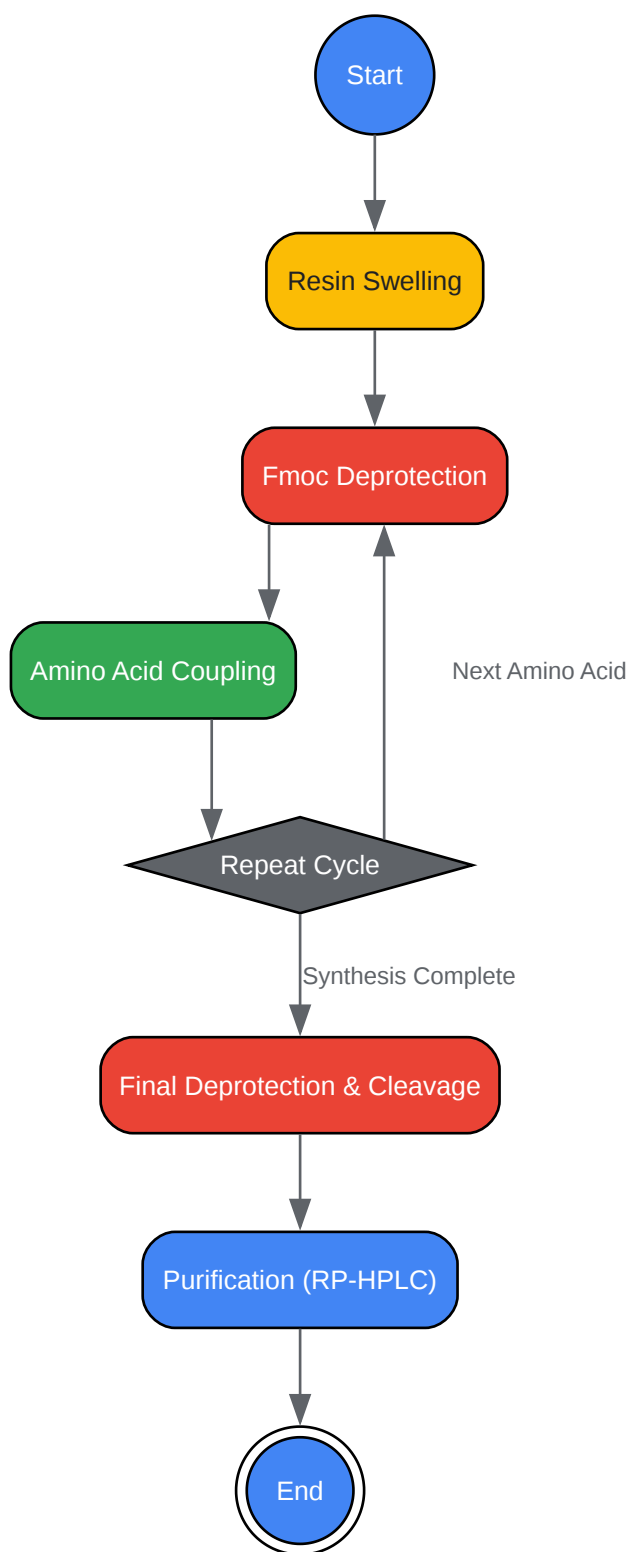 Start
Resin Swelling
Fmoc Deprotection
Amino Acid Coupling
Next Amino Acid
Repeat Cycle
Synthesis Complete
Final Deprotection & Cleavage
Purification (RP-HPLC)
End